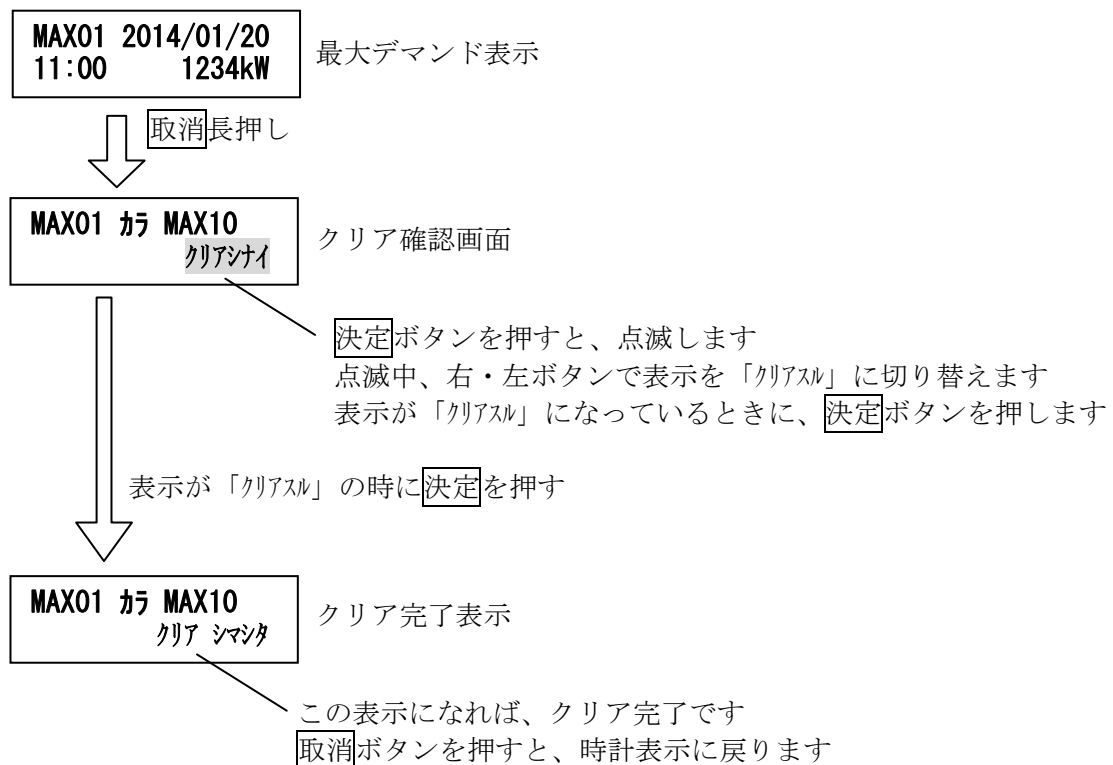 MAX01 2014/01/20
11:00 1234kW
最大デマンド表示
取消長押し
MAX01 ｶﾗ MAX10
ｸﾘｱｼﾅｲ
クリア確認画面
決定ボタンを押すと、点滅します
点滅中、右・左ボタンで表示を「ｸﾘｱｽﾙ」に切り替えます
表示が「ｸﾘｱｽﾙ」になっているときに、決定ボタンを押します
表示が「ｸﾘｱｽﾙ」の時に決定を押す
MAX01 ｶﾗ MAX10
ｸﾘｱ ｼﾏｼﾀ
クリア完了表示
この表示になれば、クリア完了です
取消ボタンを押すと、時計表示に戻ります